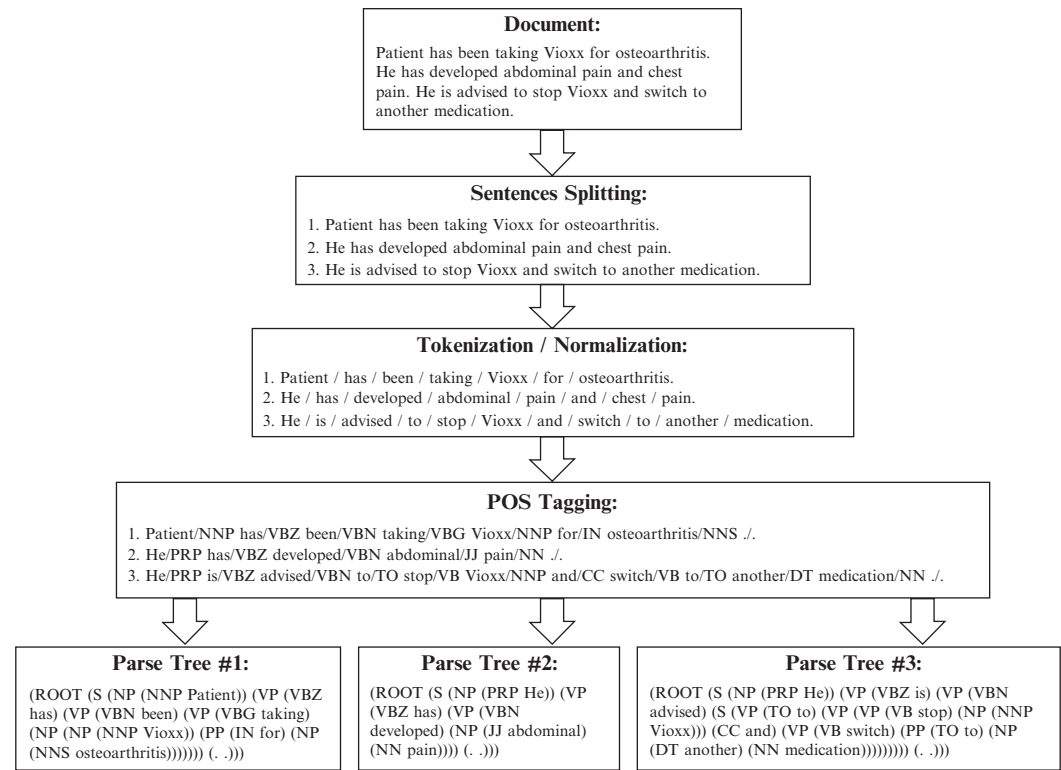 Document:
Patient has been taking Vioxx for osteoarthritis.
He has developed abdominal pain and chest
pain. He is advised to stop Vioxx and switch to
another medication.
Sentences Splitting:
1. Patient has been taking Vioxx for osteoarthritis.
2. He has developed abdominal pain and chest pain.
3. He is advised to stop Vioxx and switch to another medication.
Tokenization / Normalization:
1. Patient / has / been / taking / Vioxx / for / osteoarthritis.
2. He / has / developed / abdominal / pain / and / chest / pain.
3. He / is / advised / to / stop / Vioxx / and / switch / to / another / medication.
POS Tagging:
1. Patient/NNP has/VBZ been/VBN taking/VBG Vioxx/NNP for/IN osteoarthritis/NNS ./.
2. He/PRP has/VBZ developed/VBN abdominal/JJ pain/NN ./.
3. He/PRP is/VBZ advised/VBN to/TO stop/VB Vioxx/NNP and/CC switch/VB to/TO another/DT medication/NN ./.
Parse Tree #1:
(ROOT (S (NP (NNP Patient)) (VP (VBZ
has) (VP (VBN been) (VP (VBG taking)
(NP (NP (NNP Vioxx)) (PP (IN for) (NP
(NNS osteoarthritis))))))) (. .)))
Parse Tree #2:
(ROOT (S (NP (PRP He)) (VP
(VBZ has) (VP (VBN
developed) (NP (JJ abdominal)
(NN pain)))) (. .)))
Parse Tree #3:
(ROOT (S (NP (PRP He)) (VP (VBZ is) (VP (VBN
advised) (S (VP (TO to) (VP (VP (VB stop) (NP (NNP
Vioxx))) (CC and) (VP (VB switch) (PP (TO to) (NP
(DT another) (NN medication))))))))) (. .)))